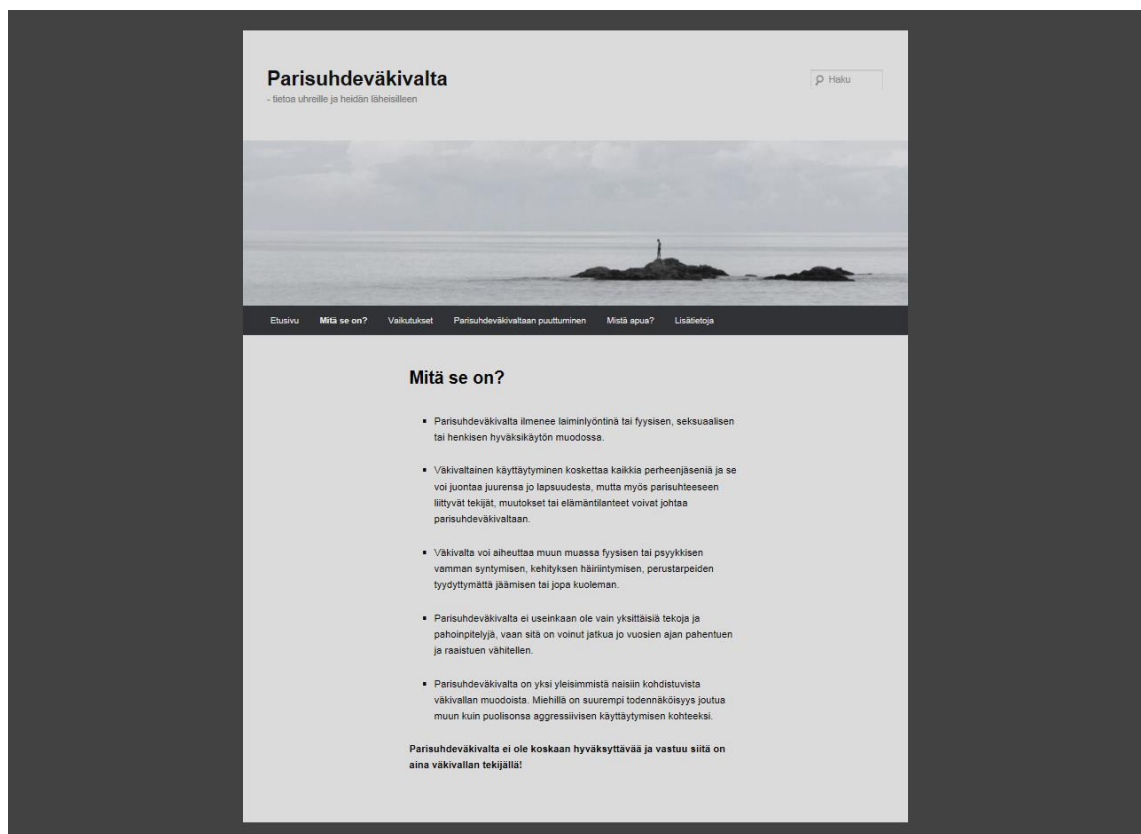 Parisuhdeväkivalta
- tietoa uhreille ja heidän läheisilleen
Haku
Etusivu Mitä se on? Vaikutukset Parisuhdeväkivaltaan puuttuminen Mistä apua? Lisätietoja
Mitä se on?
▪ Parisuhdeväkivalta ilmenee laiminlyöntinä tai fyysisen, seksuaalisen
tai henkisen hyväksikäytön muodossa.
▪ Väkivaltainen käyttäytyminen koskettaa kaikkia perheenjäseniä ja se
voi juontaa juurensa jo lapsuudesta, mutta myös parisuhteeseen
liittyvät tekijät, muutokset tai elämäntilanteet voivat johtaa
parisuhdeväkivaltaan.
▪ Väkivalta voi aiheuttaa muun muassa fyysisen tai psyykkisen
vamman syntymisen, kehityksen häiriintymisen, perustarpeiden
tyydyttymättä jäämisen tai jopa kuoleman.
▪ Parisuhdeväkivalta ei useinkaan ole vain yksittäisiä tekoja ja
pahoinpitelyjä, vaan sitä on voinut jatkua jo vuosien ajan pahentuen
ja raaistuen vähitellen.
▪ Parisuhdeväkivalta on yksi yleisimmistä naisiin kohdistuvista
väkivallan muodoista. Miehillä on suurempi todennäköisyys joutua
muun kuin puolisonsa aggressiivisen käyttäytymisen kohteeksi.
Parisuhdeväkivalta ei ole koskaan hyväksyttävää ja vastuu siitä on
aina väkivallan tekijällä!